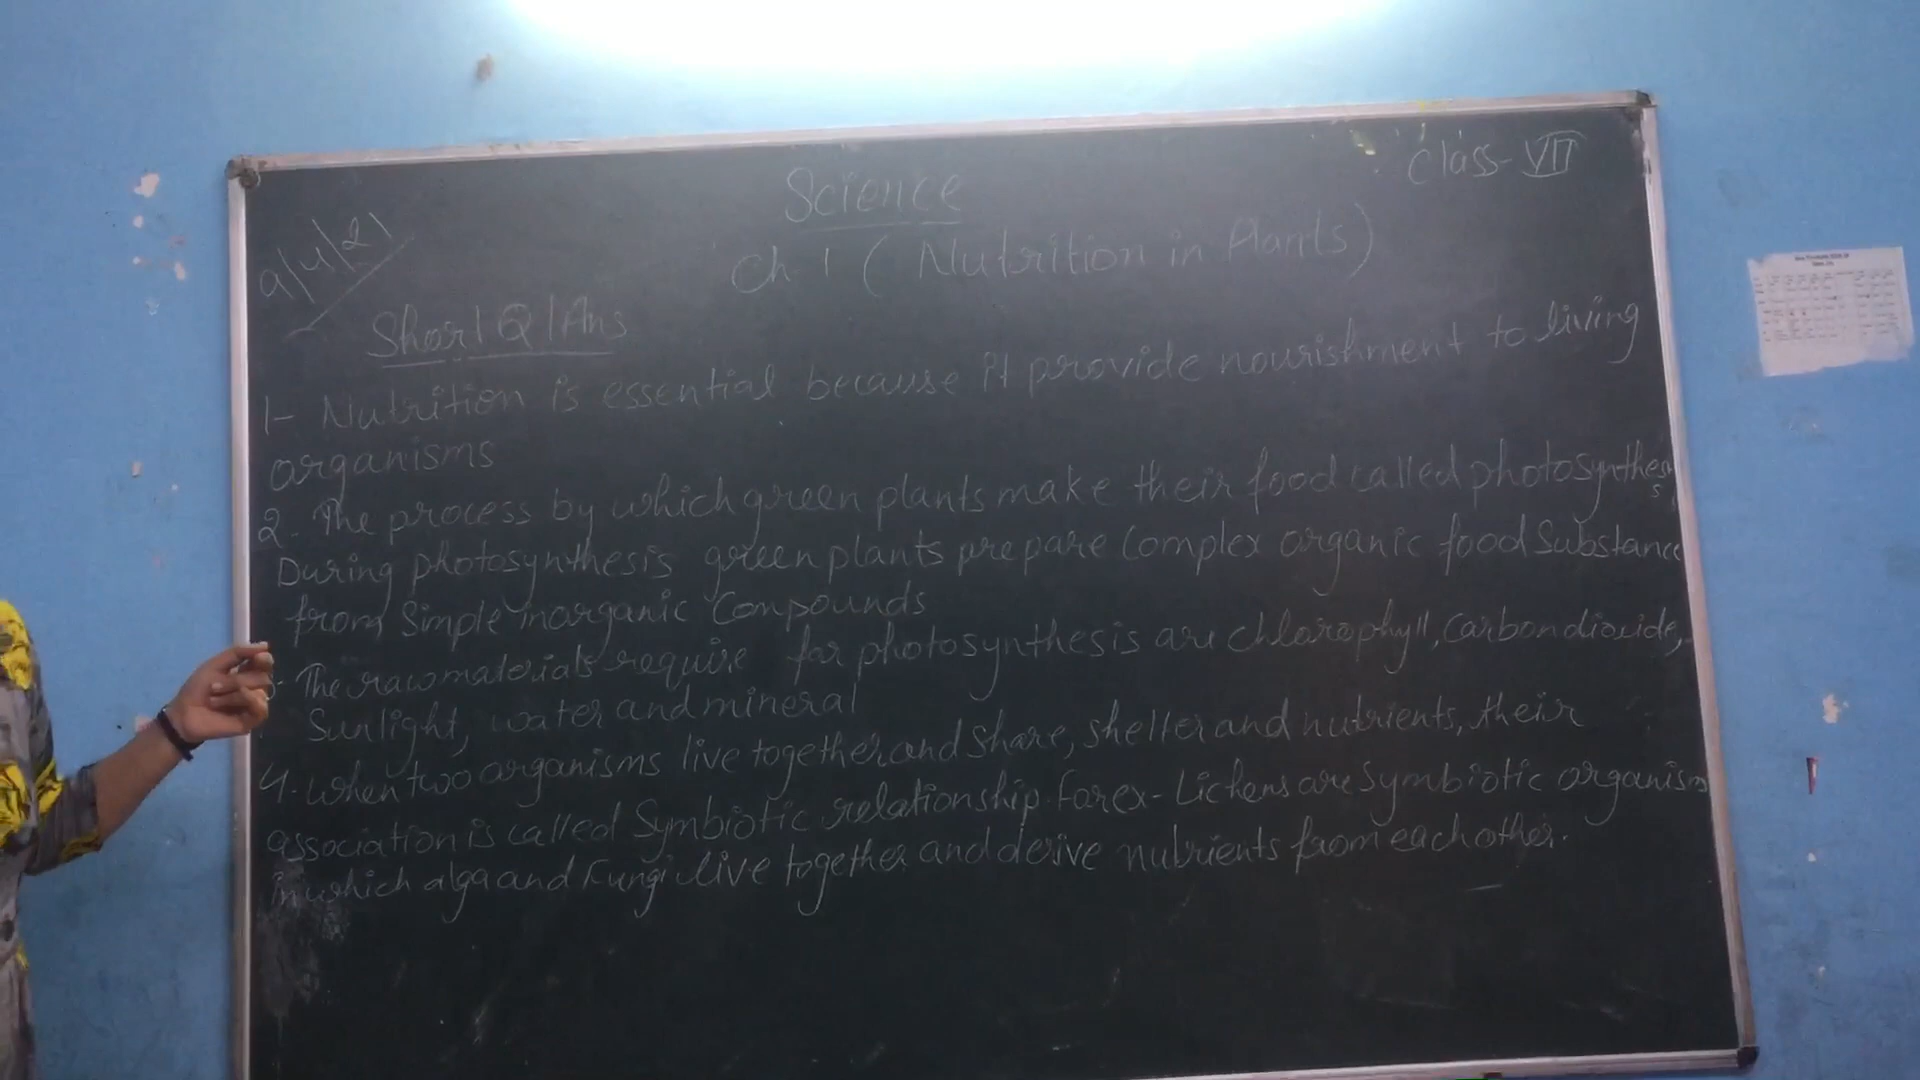 Science
Class-VII
9/4/21
Ch. 1 ( Nutrition in Plants)
Short Q/Ans
1- Nutrition is essential because it provide nourishment to living
organisms
2. The process by which green plants make their food called photosynthesis
During photosynthesis green plants prepare complex organic food Substance
from Simple inorganic Compounds
The raw materials require for photosynthesis are chlorophyll, Carbondioxide,
Sunlight, water and mineral
4. When two organisms live together and share, shelter and nutrients, their
association is called Symbiotic relationship. For ex- Lichens are symbiotic organism
in which alga and Fungi live together and derive nutrients from each other.